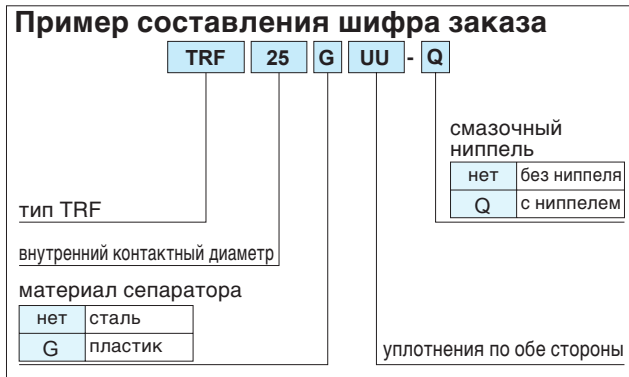 Пример составления шифра заказа
TRF 25 G UU - Q
смазочный
ниппель
нет без ниппеля
Q с ниппелем
тип TRF
внутренний контактный диаметр
материал сепаратора
нет сталь
G пластик
уплотнения по обе стороны